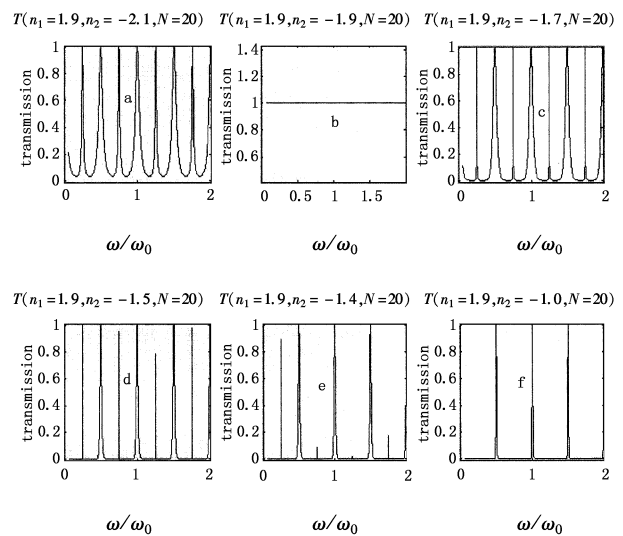 T(n₁=1.9,n₂=−2.1,N=20)
T(n₁=1.9,n₂=−1.9,N=20)
T(n₁=1.9,n₂=−1.7,N=20)
transmission
1
0.8
0.6
0.4
0.2
0
a
0 1 2
ω/ω₀
transmission
1.4
1.2
1
0.8
0.6
b
0 0.5 1 1.5
ω/ω₀
transmission
1
0.8
0.6
0.4
0.2
0
c
0 1 2
ω/ω₀
T(n₁=1.9,n₂=−1.5,N=20)
T(n₁=1.9,n₂=−1.4,N=20)
T(n₁=1.9,n₂=−1.0,N=20)
transmission
1
0.8
0.6
0.4
0.2
0
d
0 1 2
ω/ω₀
transmission
1
0.8
0.6
0.4
0.2
0
e
0 1 2
ω/ω₀
transmission
1
0.8
0.6
0.4
0.2
0
f
0 1 2
ω/ω₀